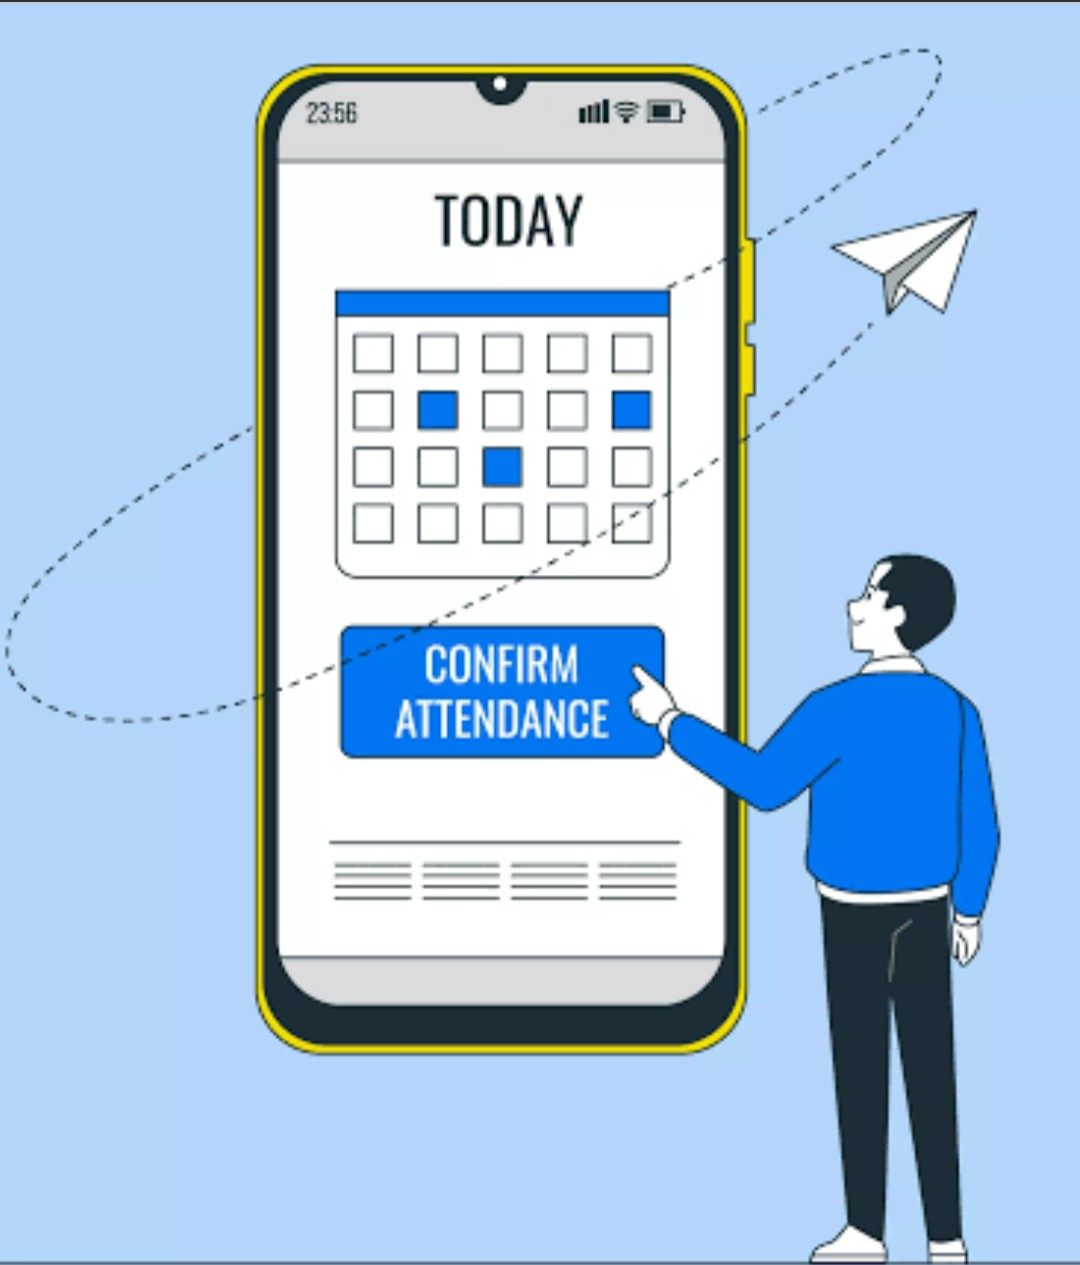 23:56
TODAY
CONFIRM
ATTENDANCE